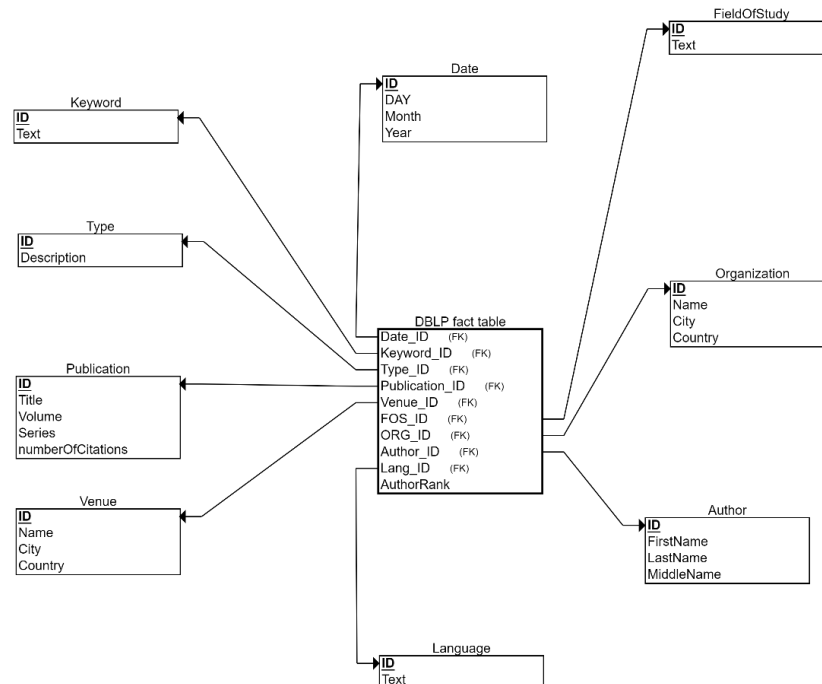 FieldOfStudy
ID
Text
Date
ID
DAY
Month
Year
Keyword
ID
Text
Type
ID
Description
Organization
ID
Name
City
Country
DBLP fact table
Date_ID (FK)
Keyword_ID (FK)
Type_ID (FK)
Publication_ID (FK)
Venue_ID (FK)
FOS_ID (FK)
ORG_ID (FK)
Author_ID (FK)
Lang_ID (FK)
AuthorRank
Publication
ID
Title
Volume
Series
numberOfCitations
Venue
ID
Name
City
Country
Author
ID
FirstName
LastName
MiddleName
Language
ID
Text